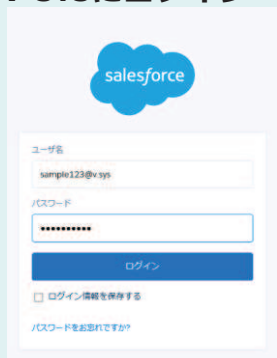 salesforce
ユーザ名
sample123@v.sys
パスワード
••••••••••
ログイン
ログイン情報を保存する
パスワードをお忘れですか?